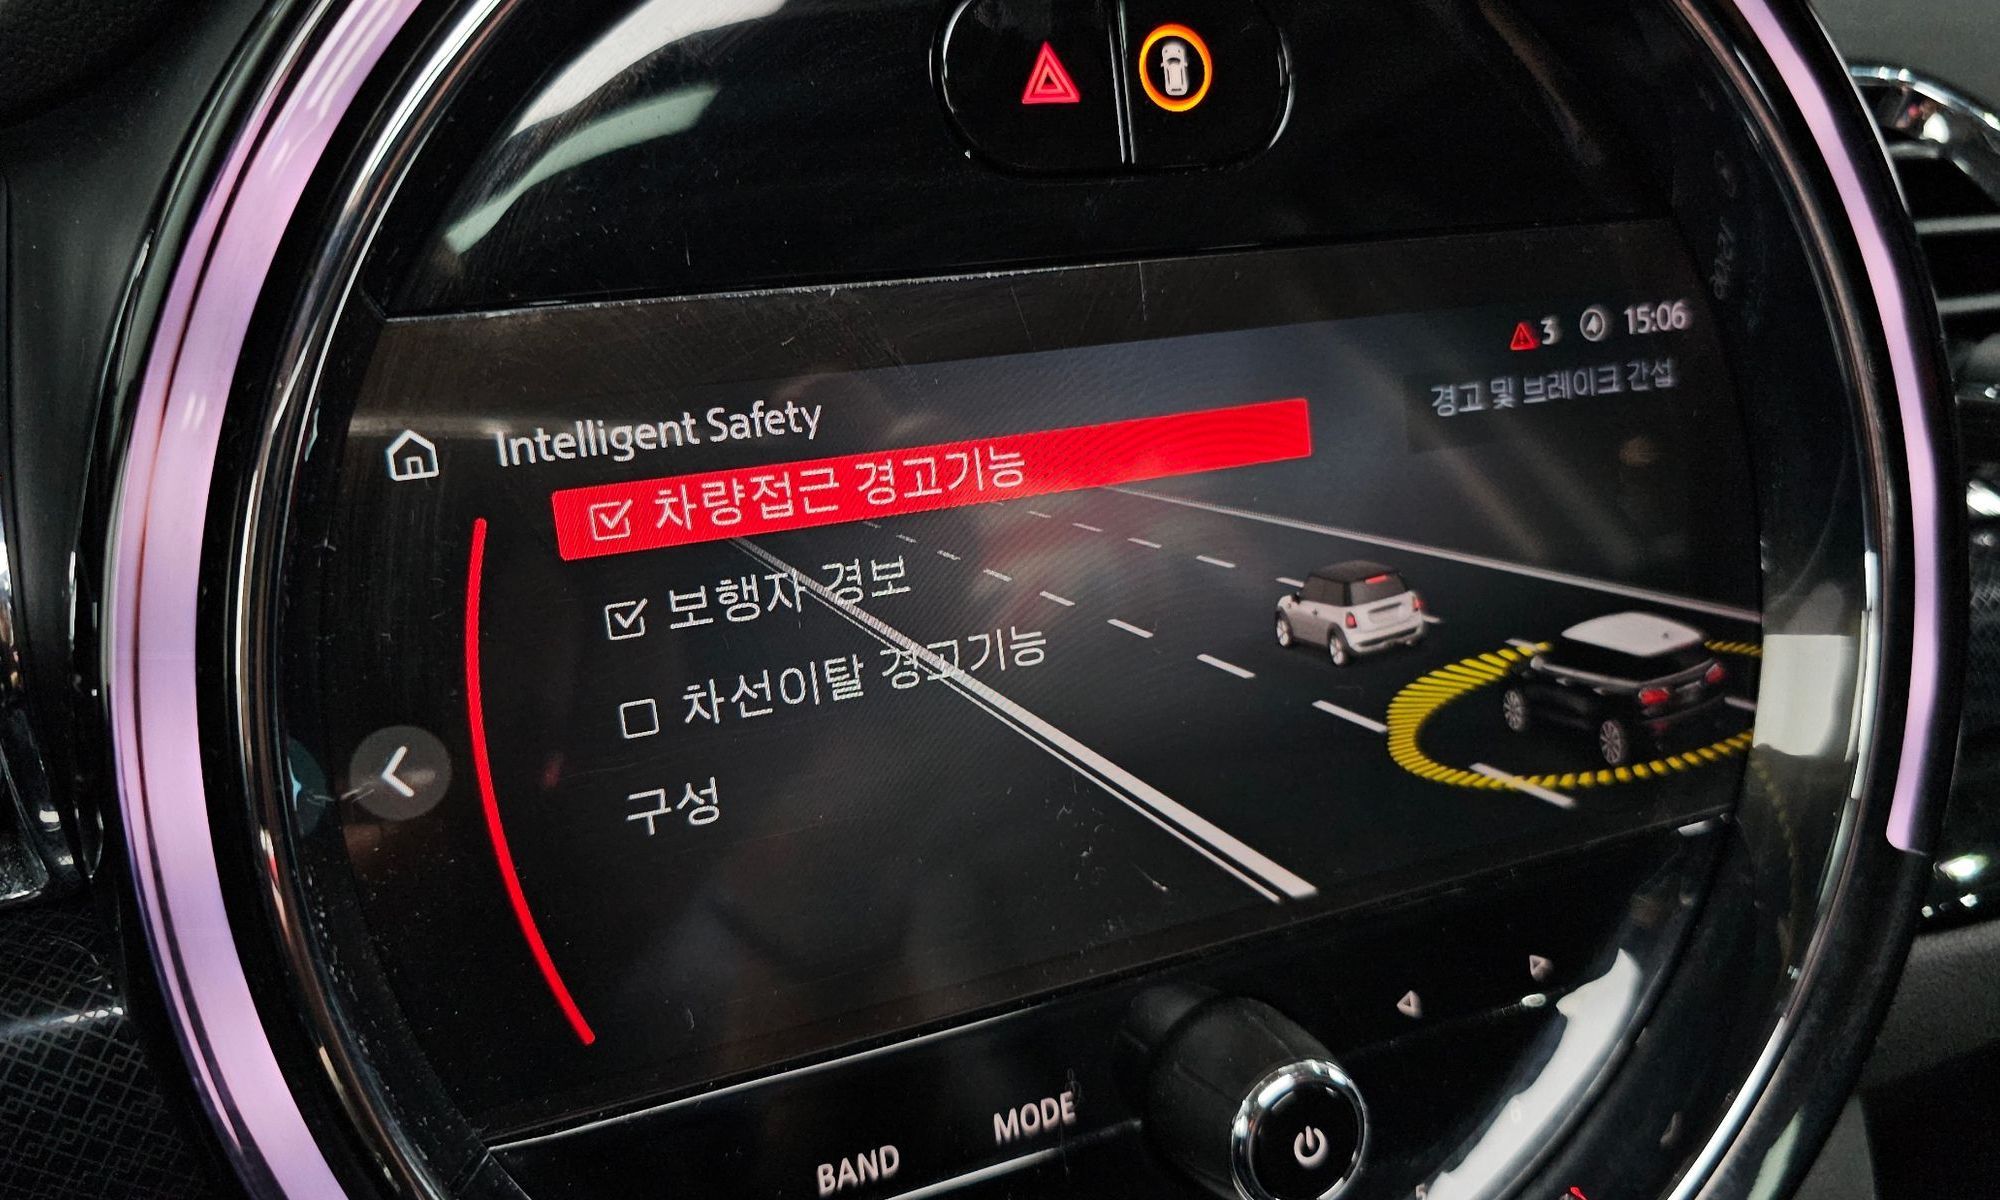 3 15:06
경고 및 브레이크 간섭
Intelligent Safety
차량접근 경고기능
보행자 경보
차선이탈 경고기능
구성
MODE
BAND
5